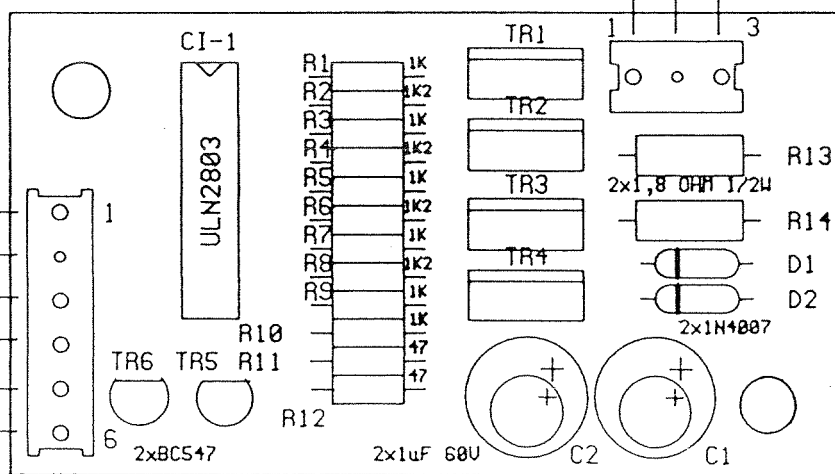 CI-1
TR1
1
3
R1 1K
R2 1K2
R3 1K
R4 1K2
R5 1K
R6 1K2
R7 1K
R8 1K2
R9 1K
1K
R10 47
R11 47
R12
ULN2803
TR2
TR3
TR4
R13
2x1,8 OHM 1/2W
R14
D1
D2
2x1N4007
1
6
TR6
TR5
2xBC547
2x1uF 60V
C2
C1